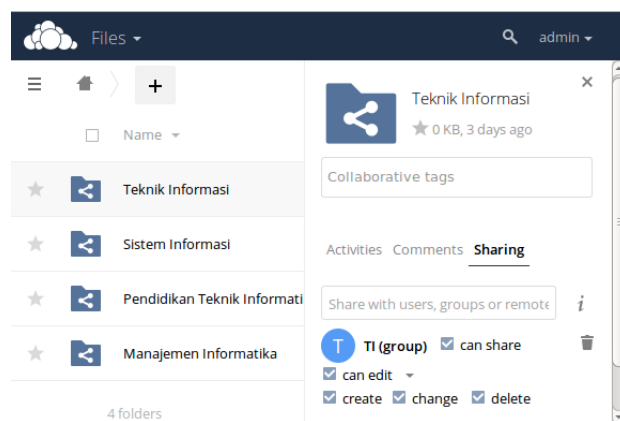 Files
admin
+
Name
Teknik Informasi
Sistem Informasi
Pendidikan Teknik Informati
Manajemen Informatika
4 folders
Teknik Informasi
0 KB, 3 days ago
Collaborative tags
Activities Comments Sharing
Share with users, groups or remote
i
T TI (group) can share
can edit
create change delete